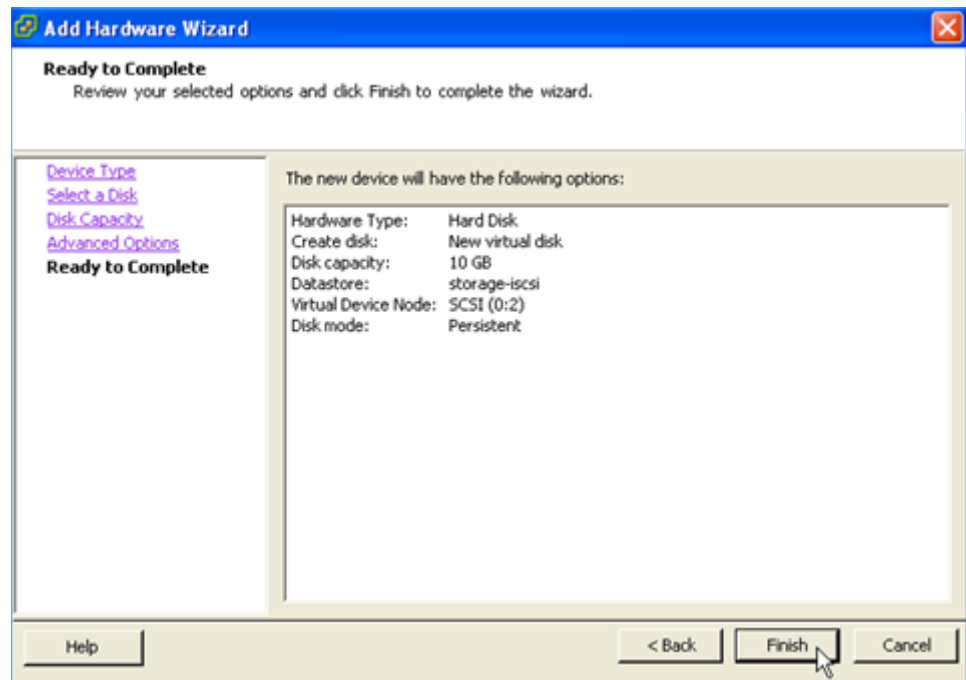 Add Hardware Wizard
Ready to Complete
Review your selected options and click Finish to complete the wizard.
Device Type
Select a Disk
Disk Capacity
Advanced Options
Ready to Complete
The new device will have the following options:
Hardware Type: Hard Disk
Create disk: New virtual disk
Disk capacity: 10 GB
Datastore: storage-iscsi
Virtual Device Node: SCSI (0:2)
Disk mode: Persistent
Help < Back Finish Cancel